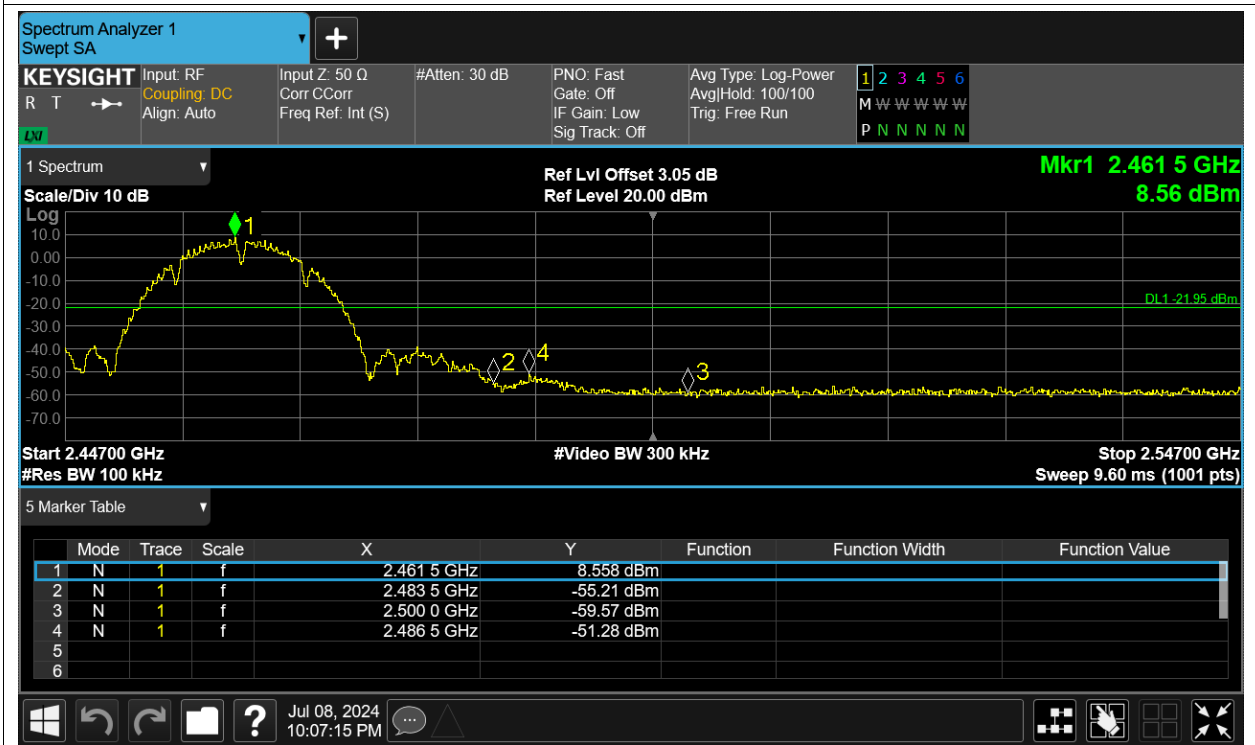 Spectrum Analyzer 1
Swept SA
KEYSIGHT
R T
LXI
Input: RF
Coupling: DC
Align: Auto
Input Z: 50 Ω
Corr CCorr
Freq Ref: Int (S)
#Atten: 30 dB
PNO: Fast
Gate: Off
IF Gain: Low
Sig Track: Off
Avg Type: Log-Power
Avg|Hold: 100/100
Trig: Free Run
1 2 3 4 5 6
M W W W W W
P N N N N N
1 Spectrum
Scale/Div 10 dB
Ref Lvl Offset 3.05 dB
Ref Level 20.00 dBm
Mkr1 2.461 5 GHz
8.56 dBm
Log
10.0
0.00
-10.0
-20.0
-30.0
-40.0
-50.0
-60.0
-70.0
1
2
4
3
DL1 -21.95 dBm
Start 2.44700 GHz
#Res BW 100 kHz
#Video BW 300 kHz
Stop 2.54700 GHz
Sweep 9.60 ms (1001 pts)
5 Marker Table
Mode Trace Scale X Y Function Function Width Function Value
1 N 1 f 2.461 5 GHz 8.558 dBm
2 N 1 f 2.483 5 GHz -55.21 dBm
3 N 1 f 2.500 0 GHz -59.57 dBm
4 N 1 f 2.486 5 GHz -51.28 dBm
5
6
?
Jul 08, 2024
10:07:15 PM